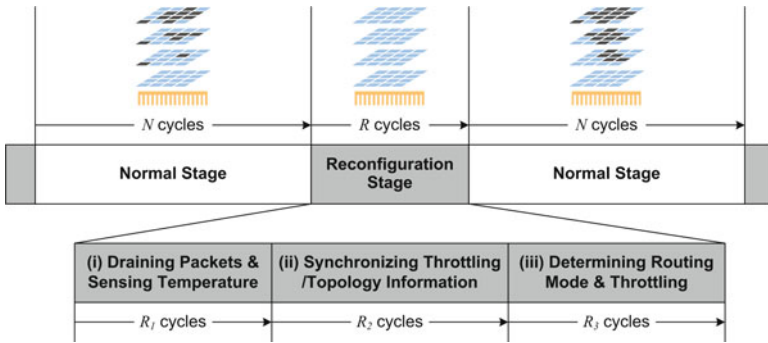 N cycles
R cycles
N cycles
Normal Stage
Reconfiguration
Stage
Normal Stage
(i) Draining Packets &
Sensing Temperature
(ii) Synchronizing Throttling
/Topology Information
(iii) Determining Routing
Mode & Throttling
R1 cycles
R2 cycles
R3 cycles